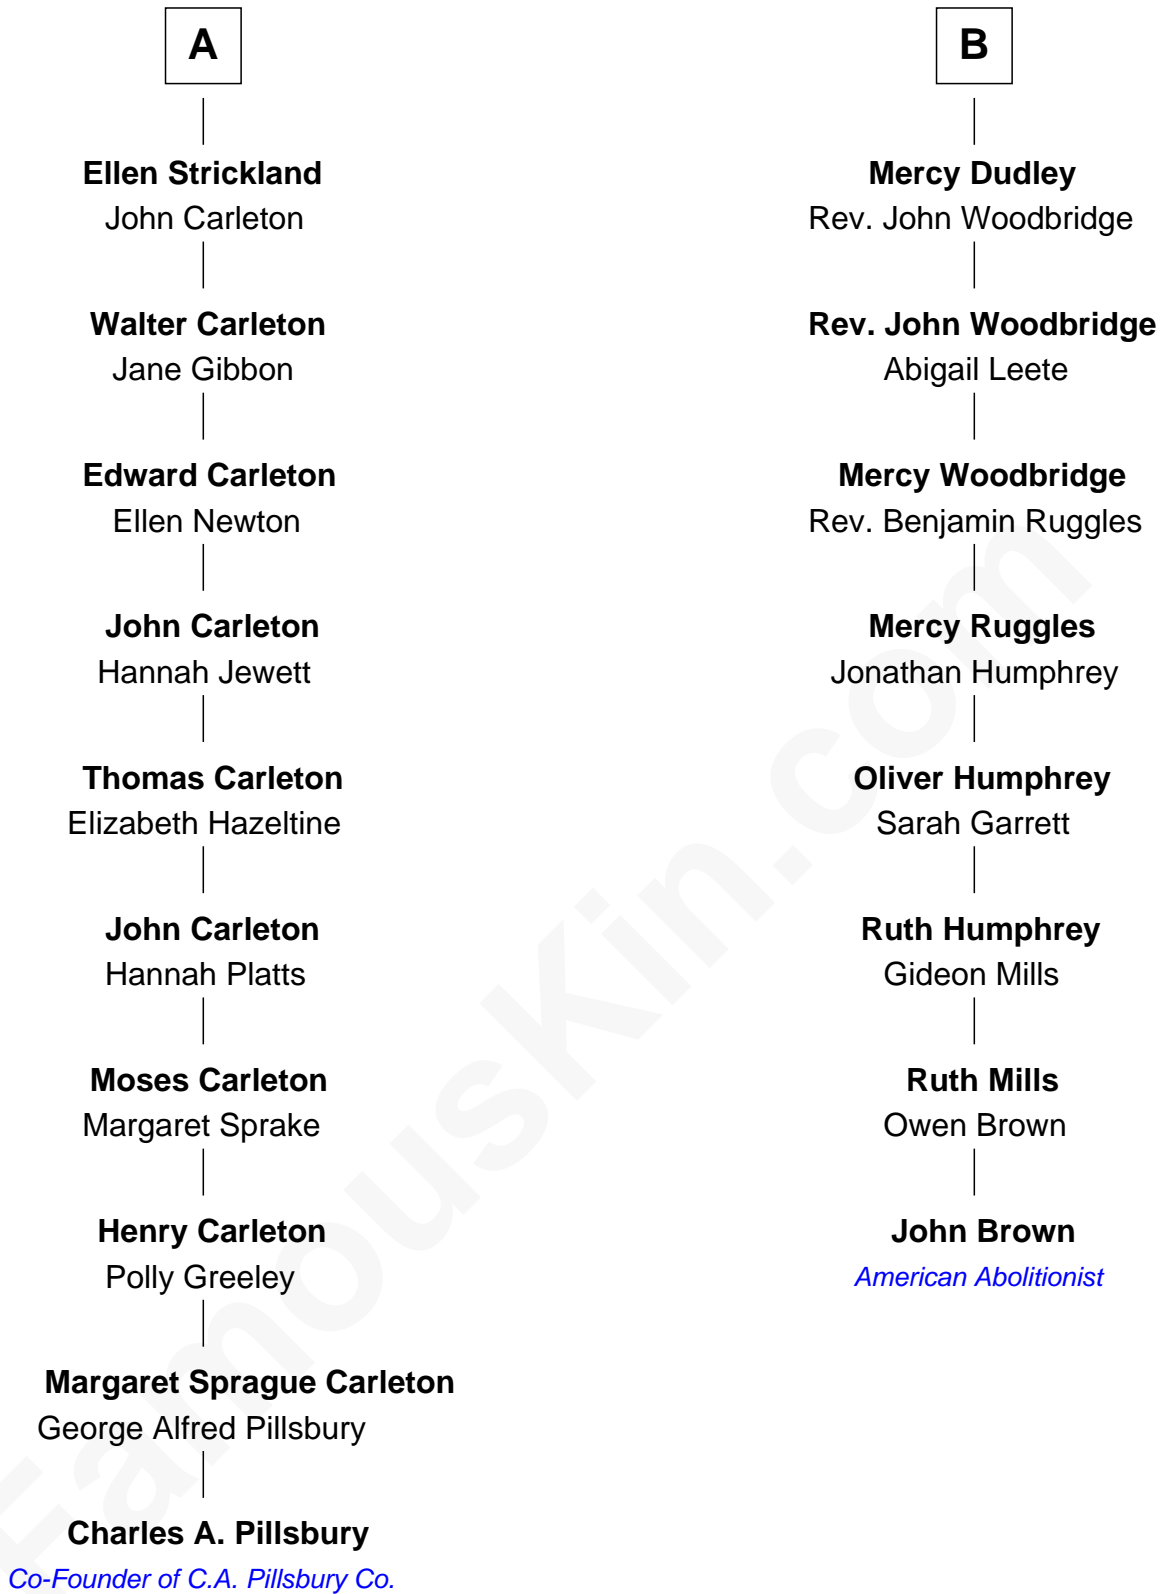 A
Ellen Strickland
John Carleton
Walter Carleton
Jane Gibbon
Edward Carleton
Ellen Newton
John Carleton
Hannah Jewett
Thomas Carleton
Elizabeth Hazeltine
John Carleton
Hannah Platts
Moses Carleton
Margaret Sprake
Henry Carleton
Polly Greeley
Margaret Sprague Carleton
George Alfred Pillsbury
Charles A. Pillsbury
Co-Founder of C.A. Pillsbury Co.
B
Mercy Dudley
Rev. John Woodbridge
Rev. John Woodbridge
Abigail Leete
Mercy Woodbridge
Rev. Benjamin Ruggles
Mercy Ruggles
Jonathan Humphrey
Oliver Humphrey
Sarah Garrett
Ruth Humphrey
Gideon Mills
Ruth Mills
Owen Brown
John Brown
American Abolitionist
FamousKin.com